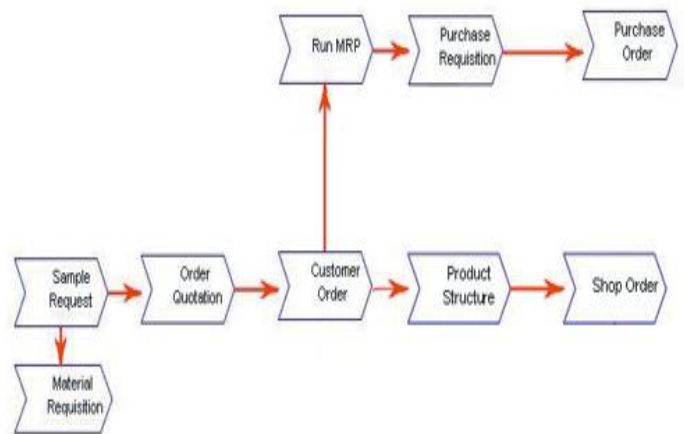 Run MRP
Purchase
Requisition
Purchase
Order
Sample
Request
Order
Quotation
Customer
Order
Product
Structure
Shop Order
Material
Requisition